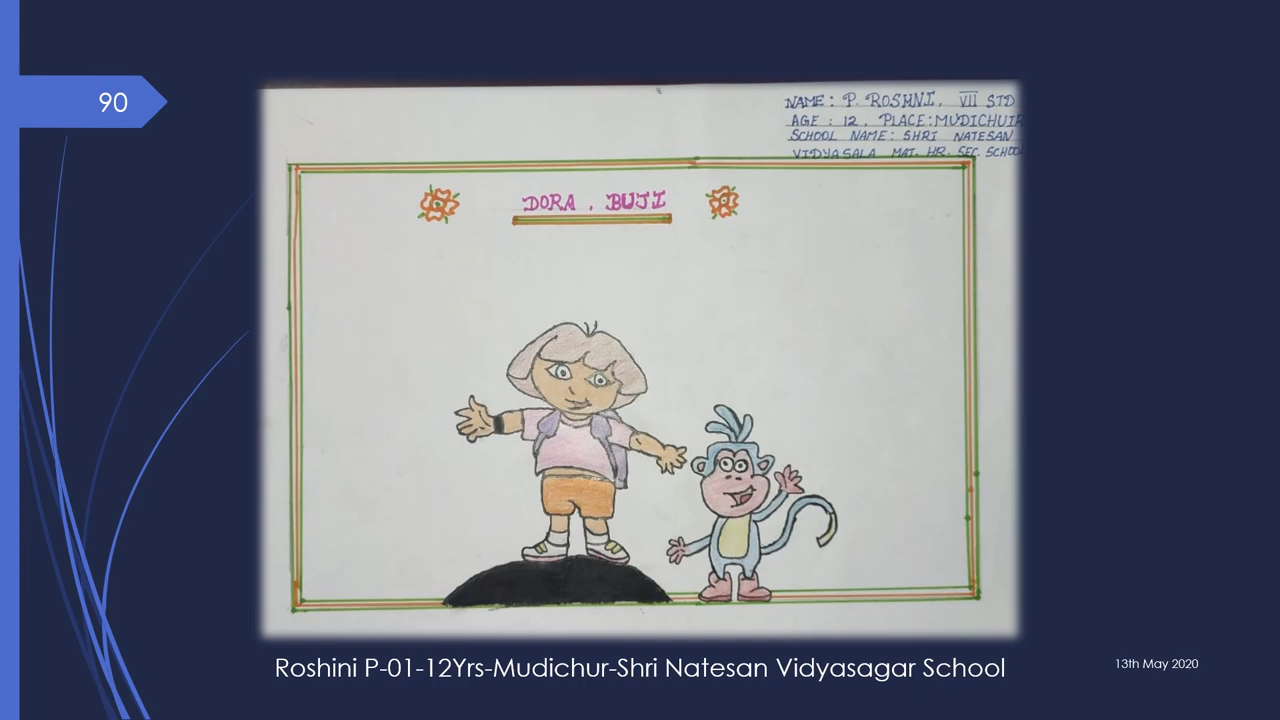 90
NAME : P. ROSHNI. VII STD
AGE : 12. PLACE : MUDICHUIR
SCHOOL NAME : SHRI NATESAN
VIDYASALA MAT. HR. SEC. SCHOOL
DORA . BUJI
Roshini P-01-12Yrs-Mudichur-Shri Natesan Vidyasagar School
13th May 2020